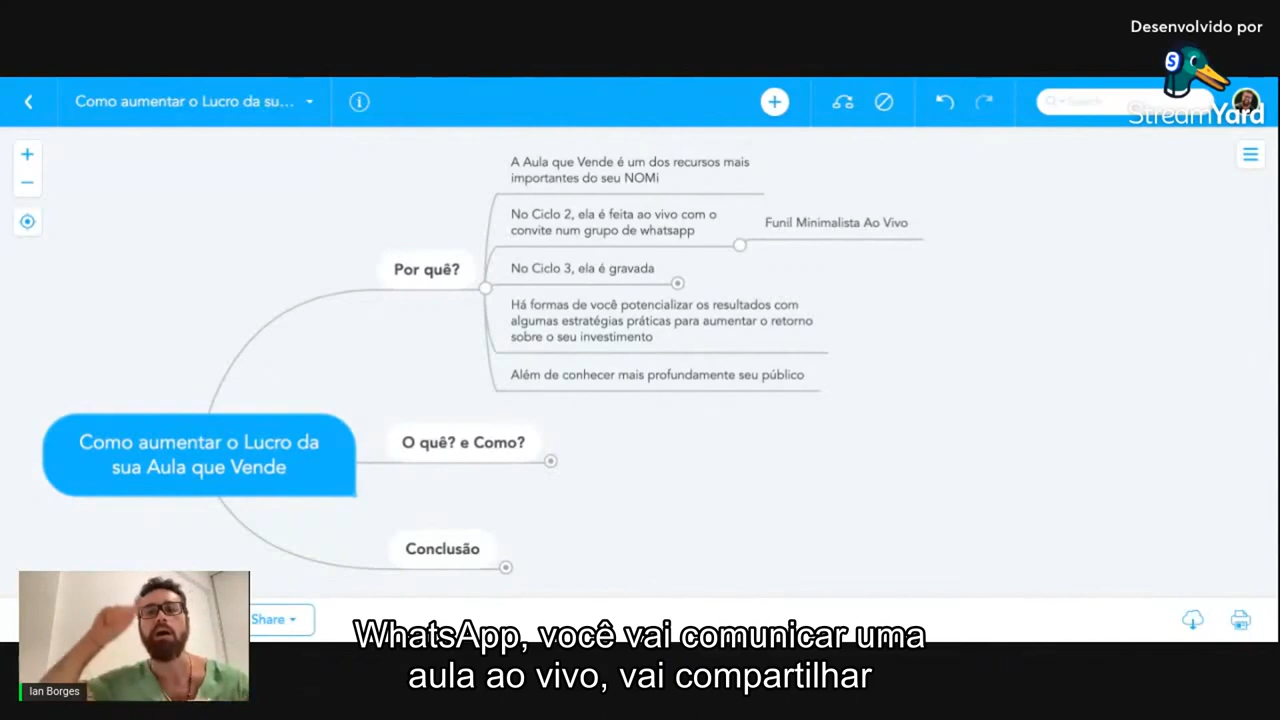 Desenvolvido por
StreamYard
Como aumentar o Lucro da su...
Search
A Aula que Vende é um dos recursos mais
importantes do seu NOMi
No Ciclo 2, ela é feita ao vivo com o
convite num grupo de whatsapp
Funil Minimalista Ao Vivo
Por quê?
No Ciclo 3, ela é gravada
Há formas de você potencializar os resultados com
algumas estratégias práticas para aumentar o retorno
sobre o seu investimento
Além de conhecer mais profundamente seu público
Como aumentar o Lucro da
sua Aula que Vende
O quê? e Como?
Conclusão
Share
Ian Borges
WhatsApp, você vai comunicar uma
aula ao vivo, vai compartilhar